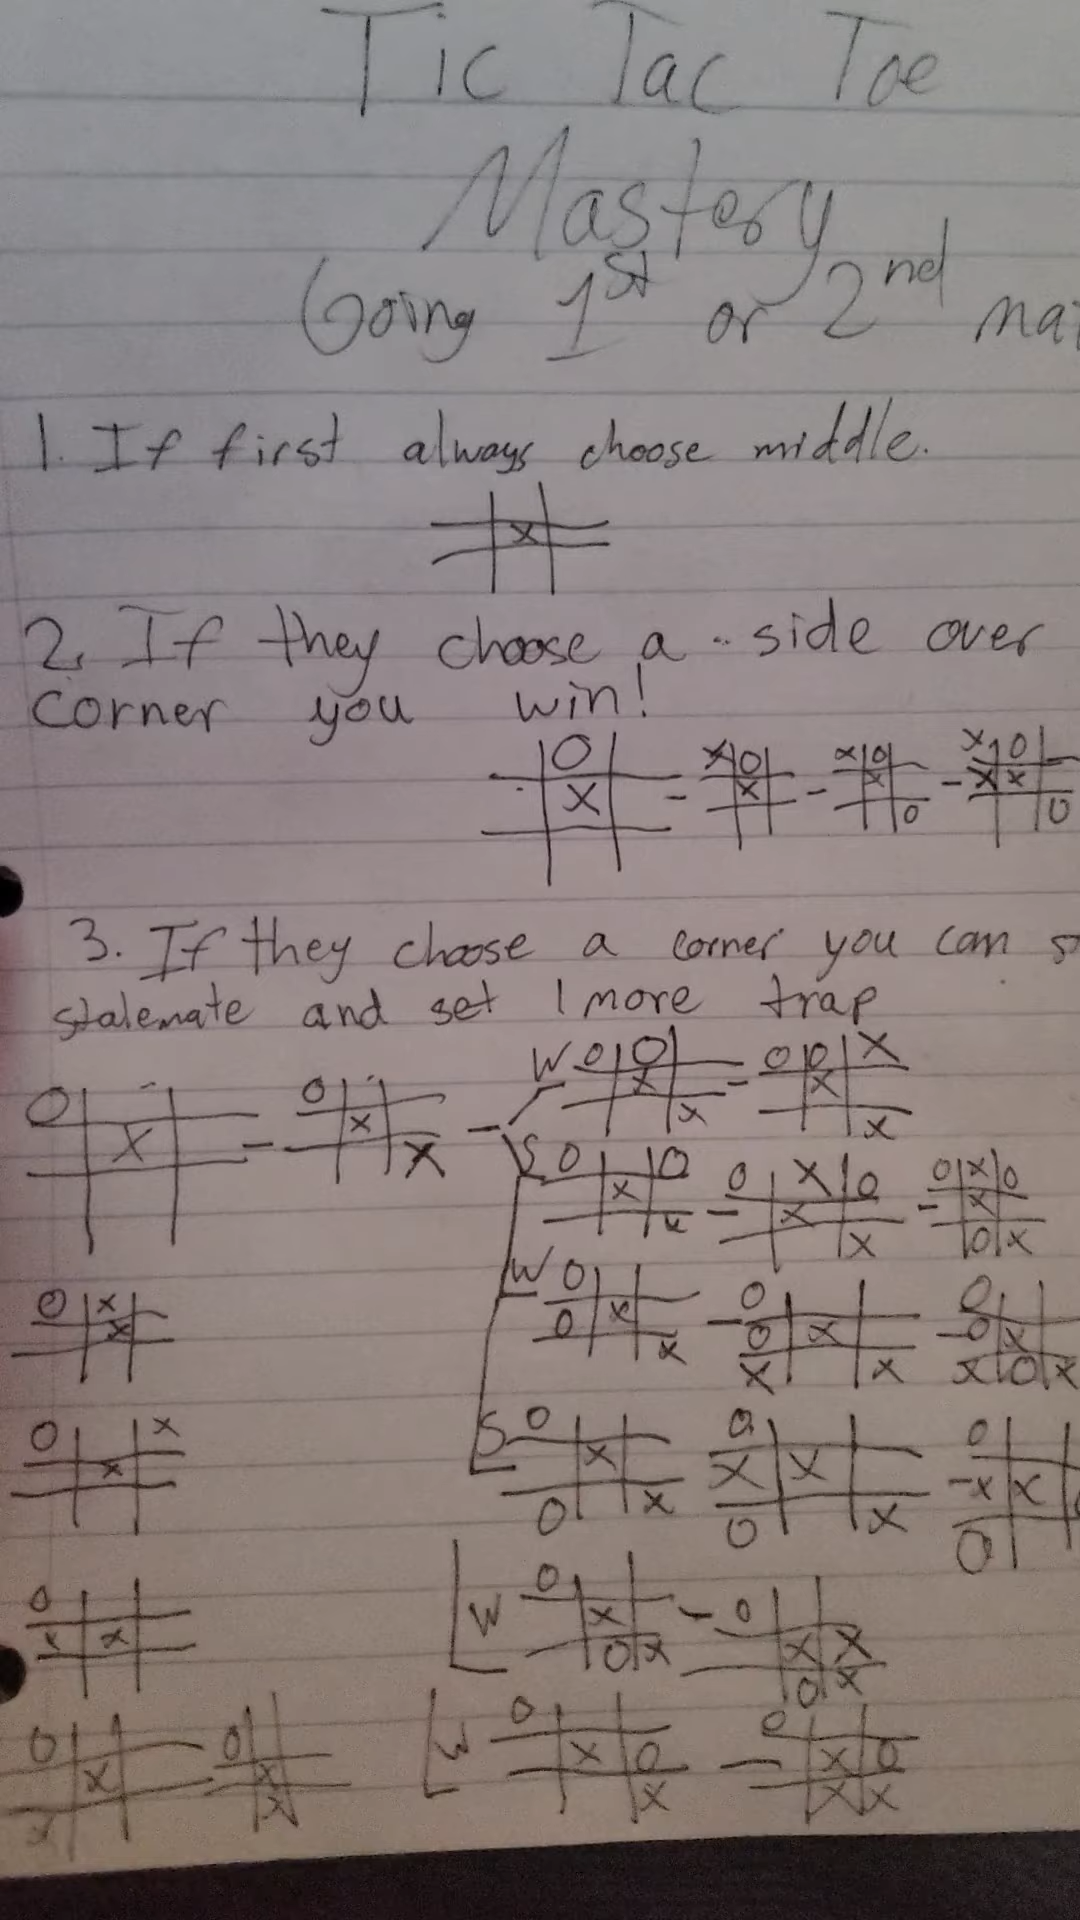 Tic Tac Toe
Mastery
Going 1st or 2nd
1. If first always choose middle.
X
2. If they choose a side over
corner you win!
O X - X O X - X O X O - X O X X O
3. If they choose a corner you can
stalemate and set 1 more trap
W O O X X - O O X X X
O X - O X X - S O O X X - O X O X X - O X O X O X
O X X W O O X X - O O X X X - O O X X O X
O X X S O X O X O X X O X O X X O
O X X W O X O X - O X X O X
O X X O X X W O X O X - O X O X X